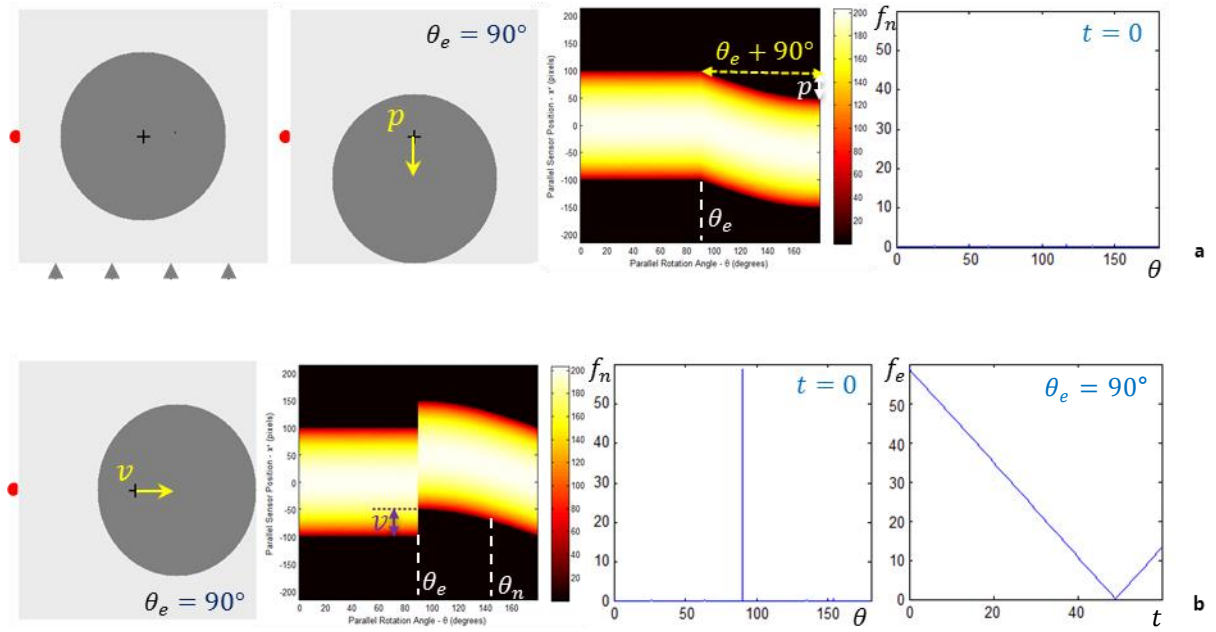 θₑ = 90°
p
Parallel Sensor Position - x' (pixels)
200
150
100
50
0
-50
-100
-150
-200
θₑ + 90°
p
θₑ
0 20 40 60 80 100 120 140 160
Parallel Rotation Angle - θ (degrees)
200
180
160
140
120
100
80
60
40
20
fₙ
t = 0
50
40
30
20
10
0
0 50 100 150
θ
a
v
θₑ = 90°
Parallel Sensor Position - x' (pixels)
200
150
100
50
0
-50
-100
-150
-200
v
θₑ
θₙ
0 20 40 60 80 100 120 140 160
Parallel Rotation Angle - θ (degrees)
200
180
160
140
120
100
80
60
40
20
fₙ
t = 0
50
40
30
20
10
0
0 50 100 150
θ
fₑ
θₑ = 90°
50
40
30
20
10
0
0 20 40
t
b